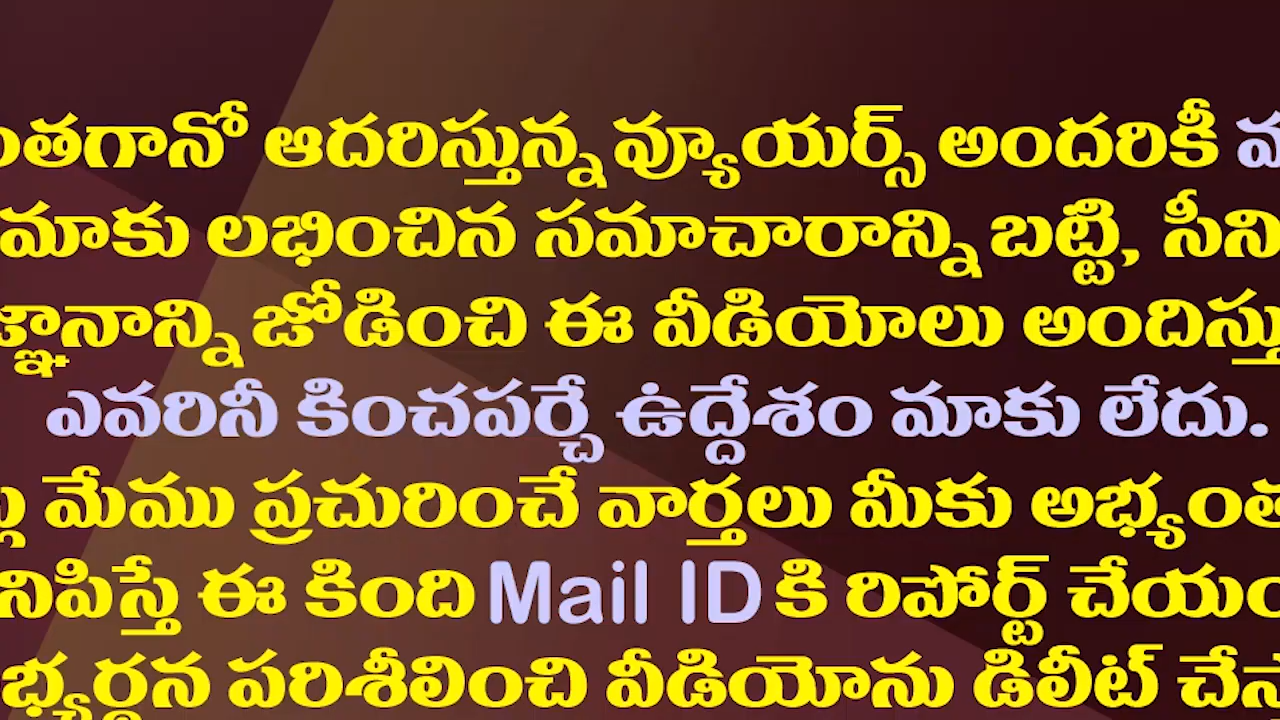 ంతగానో ఆదరిస్తున్న వ్యూయర్స్ అందరికీ
మాకు లభించిన సమాచారాన్ని బట్టి, సీని
జ్ఞానాన్ని జోడించి ఈ వీడియోలు అందిస్తు
ఎవరినీ కించపర్చే ఉద్దేశం మాకు లేదు.
మేము ప్రచురించే వార్తలు మీకు అభ్యంత
నిపిస్తే ఈ కింది Mail ID కి రిపోర్ట్ చేయం
భ్యర్థన పరిశీలించి వీడియోను డిలీట్ చేస